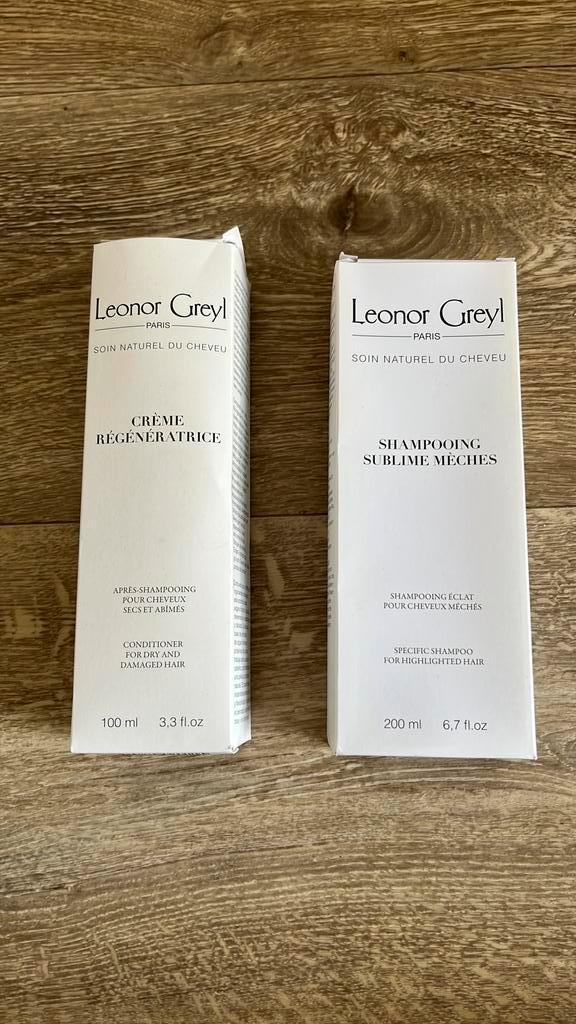 Leonor Greyl
PARIS
SOIN NATUREL DU CHEVEU
CRÈME
RÉGÉNÉRATRICE
APRÈS-SHAMPOOING
POUR CHEVEUX
SECS ET ABÎMÉS
CONDITIONER
FOR DRY AND
DAMAGED HAIR
100 ml 3,3 fl.oz
Leonor Greyl
PARIS
SOIN NATUREL DU CHEVEU
SHAMPOOING
SUBLIME MÈCHES
SHAMPOOING ÉCLAT
POUR CHEVEUX MÉCHÉS
SPECIFIC SHAMPOO
FOR HIGHLIGHTED HAIR
200 ml 6,7 fl.oz